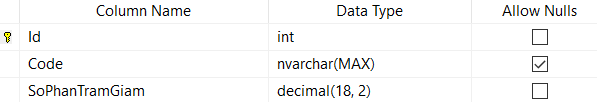 Column Name Data Type Allow Nulls
Id int
Code nvarchar(MAX)
SoPhanTramGiam decimal(18, 2)